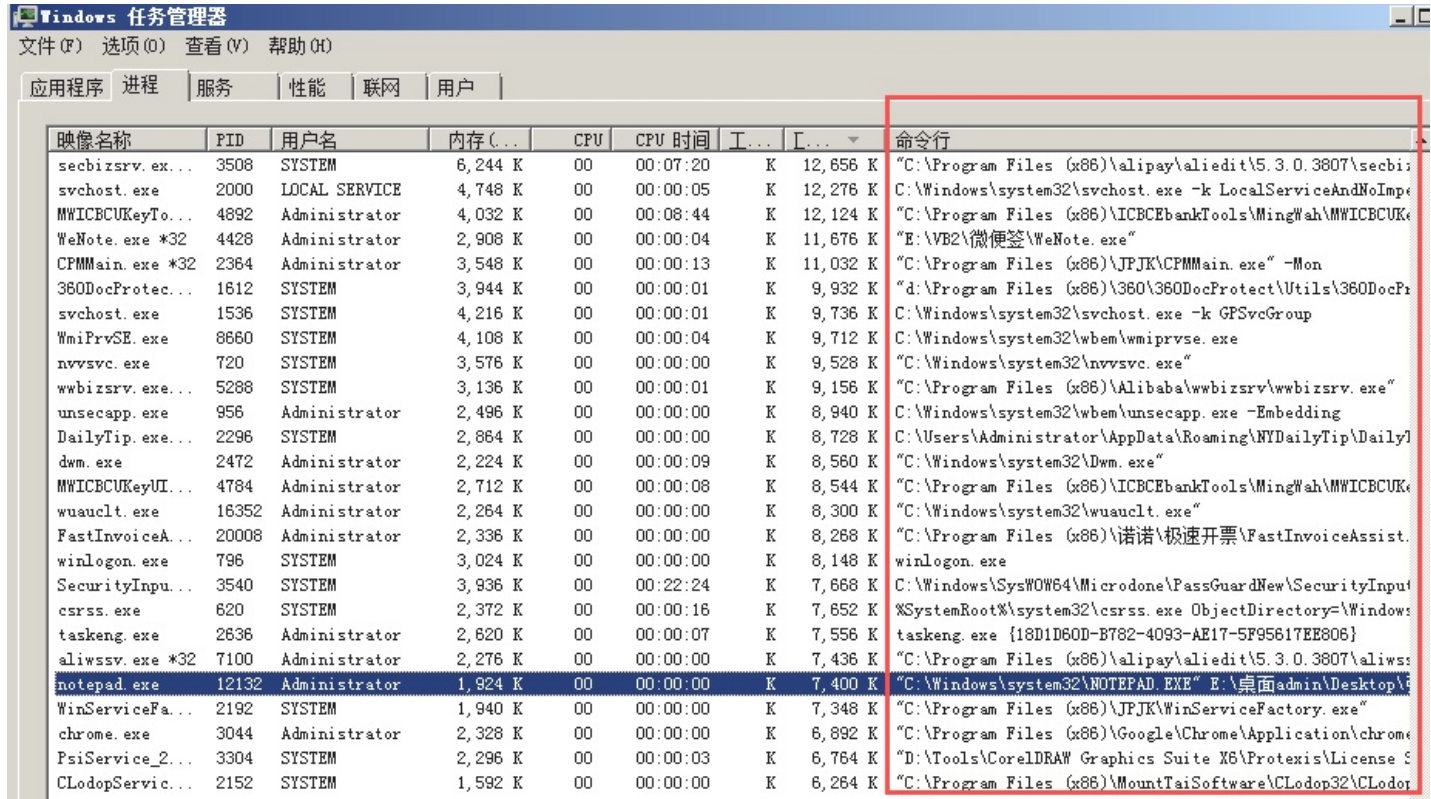 Windows 任务管理器
文件(F) 选项(O) 查看(V) 帮助(H)
应用程序 进程 服务 性能 联网 用户
映像名称 PID 用户名 内存(... CPU CPU 时间 工... 工... 命令行
secbizsrv.ex... 3508 SYSTEM 6,244 K 00 00:07:20 K 12,656 K "C:\Program Files (x86)\alipay\aliedit\5.3.0.3807\secbiz
svchost.exe 2000 LOCAL SERVICE 4,748 K 00 00:00:05 K 12,276 K C:\Windows\system32\svchost.exe -k LocalServiceAndNoImpe
MWICBCUKeyTo... 4892 Administrator 4,032 K 00 00:08:44 K 12,124 K "C:\Program Files (x86)\ICBCEbankTools\MingWah\MWICBCUKe
WeNote.exe *32 4428 Administrator 2,908 K 00 00:00:04 K 11,676 K "E:\VB2\微便签\WeNote.exe"
CPMMain.exe *32 2364 Administrator 3,548 K 00 00:00:13 K 11,032 K "C:\Program Files (x86)\JPJK\CPMMain.exe" -Mon
360DocProtec... 1612 SYSTEM 3,944 K 00 00:00:01 K 9,932 K "d:\Program Files (x86)\360\360DocProtect\Utils\360DocPr
svchost.exe 1536 SYSTEM 4,216 K 00 00:00:01 K 9,736 K C:\Windows\system32\svchost.exe -k GPSvcGroup
WmiPrvSE.exe 8660 SYSTEM 4,108 K 00 00:00:04 K 9,712 K C:\Windows\system32\wbem\wmiprvse.exe
nvvsvc.exe 720 SYSTEM 3,576 K 00 00:00:00 K 9,528 K "C:\Windows\system32\nvvsvc.exe"
wwbizsrv.exe... 5288 SYSTEM 3,136 K 00 00:00:01 K 9,156 K "C:\Program Files (x86)\Alibaba\wwbizsrv\wwbizsrv.exe"
unsecapp.exe 956 Administrator 2,496 K 00 00:00:00 K 8,940 K C:\Windows\system32\wbem\unsecapp.exe -Embedding
DailyTip.exe... 2296 SYSTEM 2,864 K 00 00:00:00 K 8,728 K C:\Users\Administrator\AppData\Roaming\NYDailyTip\DailyT
dwm.exe 2472 Administrator 2,224 K 00 00:00:09 K 8,560 K "C:\Windows\system32\Dwm.exe"
MWICBCUKeyUI... 4784 Administrator 2,712 K 00 00:00:08 K 8,544 K "C:\Program Files (x86)\ICBCEbankTools\MingWah\MWICBCUKe
wuauclt.exe 16352 Administrator 2,264 K 00 00:00:00 K 8,300 K "C:\Windows\system32\wuauclt.exe"
FastInvoiceA... 20008 Administrator 2,336 K 00 00:00:00 K 8,268 K "C:\Program Files (x86)\诺诺\极速开票\FastInvoiceAssist.
winlogon.exe 796 SYSTEM 3,024 K 00 00:00:00 K 8,148 K winlogon.exe
SecurityInpu... 3540 SYSTEM 3,936 K 00 00:22:24 K 7,668 K C:\Windows\SysWOW64\Microdone\PassGuardNew\SecurityInput
csrss.exe 620 SYSTEM 2,372 K 00 00:00:16 K 7,652 K %SystemRoot%\system32\csrss.exe ObjectDirectory=\Windows
taskeng.exe 2636 Administrator 2,620 K 00 00:00:07 K 7,556 K taskeng.exe {18D1D60D-B782-4093-AE17-5F95617EE806}
aliwssv.exe *32 7100 Administrator 2,276 K 00 00:00:00 K 7,436 K "C:\Program Files (x86)\alipay\aliedit\5.3.0.3807\aliwss
notepad.exe 12132 Administrator 1,924 K 00 00:00:00 K 7,400 K "C:\Windows\system32\NOTEPAD.EXE" E:\桌面admin\Desktop\
WinServiceFa... 2192 SYSTEM 1,940 K 00 00:00:00 K 7,348 K "C:\Program Files (x86)\JPJK\WinServiceFactory.exe"
chrome.exe 3044 Administrator 2,328 K 00 00:00:00 K 6,892 K "C:\Program Files (x86)\Google\Chrome\Application\chrome
PsiService_2... 3304 SYSTEM 2,296 K 00 00:00:03 K 6,764 K "D:\Tools\CorelDRAW Graphics Suite X6\Protexis\License S
CLodopServic... 2152 SYSTEM 1,592 K 00 00:00:00 K 6,264 K "C:\Program Files (x86)\MountTaiSoftware\CLodop32\CLodop